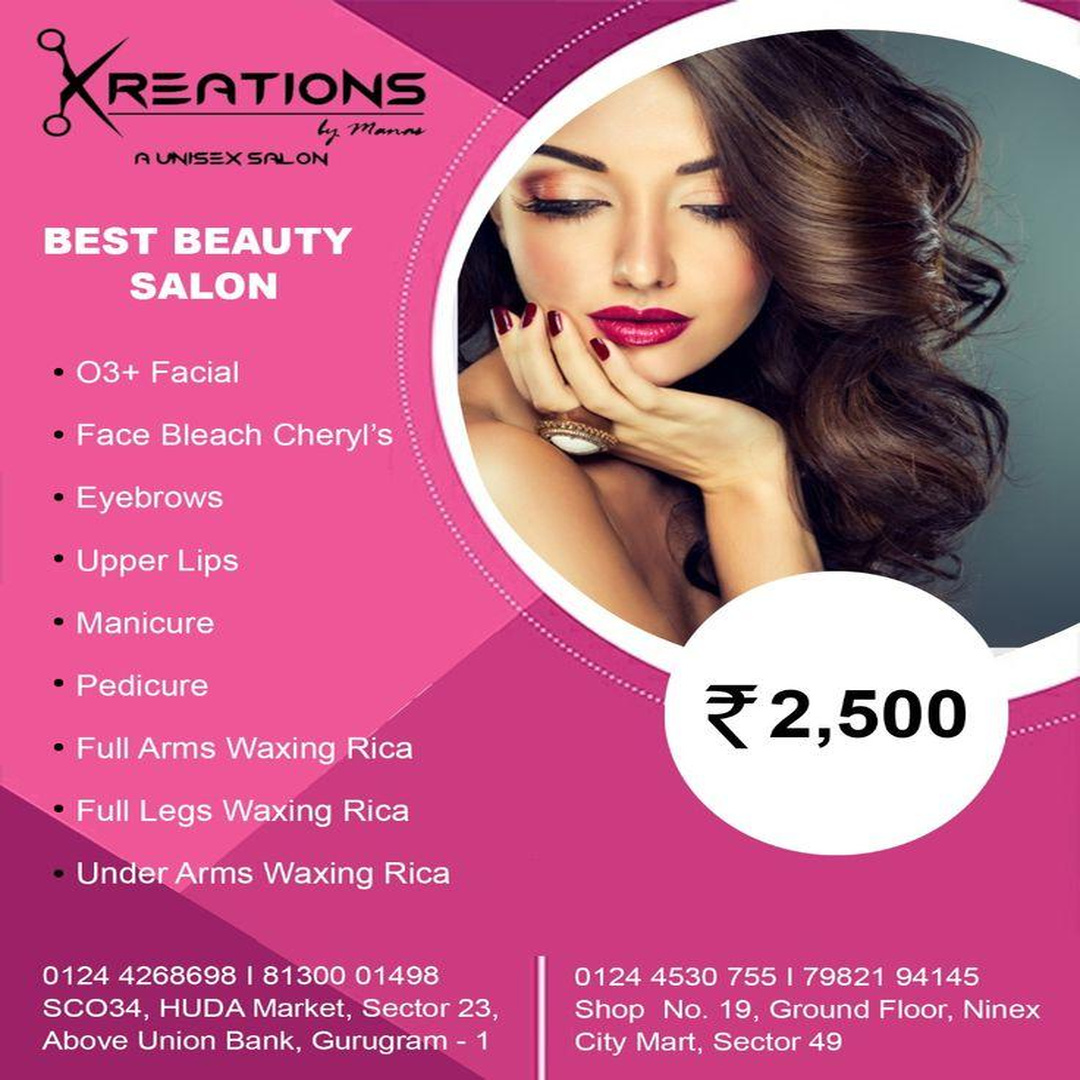 XREATIONS
by Manas
A UNISEX SALON
BEST BEAUTY
SALON
• O3+ Facial
• Face Bleach Cheryl’s
• Eyebrows
• Upper Lips
• Manicure
• Pedicure
• Full Arms Waxing Rica
• Full Legs Waxing Rica
• Under Arms Waxing Rica
₹ 2,500
0124 4268698 I 81300 01498
SCO34, HUDA Market, Sector 23,
Above Union Bank, Gurugram - 1
0124 4530 755 I 79821 94145
Shop No. 19, Ground Floor, Ninex
City Mart, Sector 49